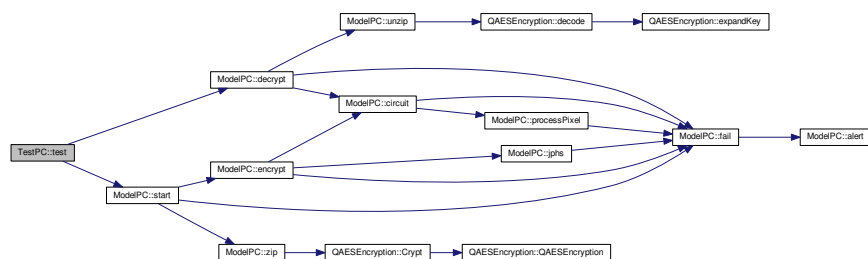 ModelPC::unzip
QAESEncryption::decode
QAESEncryption::expandKey
ModelPC::decrypt
ModelPC::circuit
ModelPC::processPixel
ModelPC::fail
ModelPC::alert
TestPC::test
ModelPC::jphs
ModelPC::encrypt
ModelPC::start
ModelPC::zip
QAESEncryption::Crypt
QAESEncryption::QAESEncryption